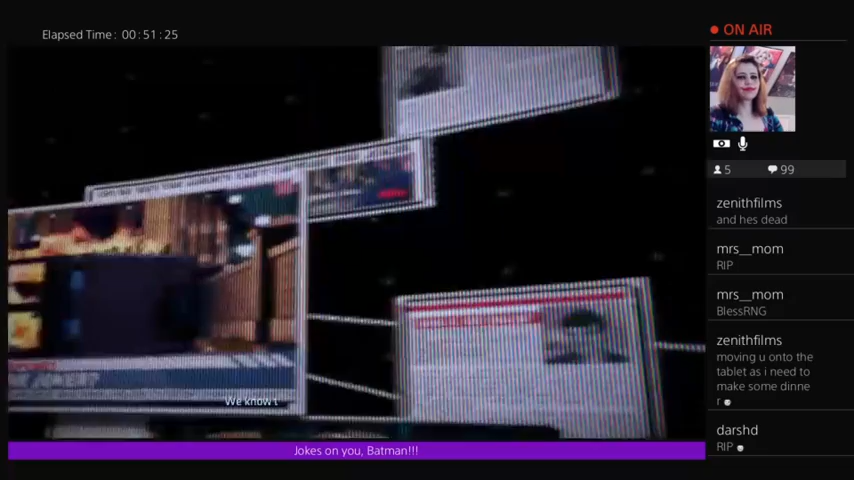 Elapsed Time: 00:51:25
ON AIR
5
99
zenithfilms
and hes dead
mrs__mom
RIP
mrs__mom
BlessRNG
zenithfilms
moving u onto the
tablet as i need to
make some dinne
r
darshd
RIP
We know t
Jokes on you, Batman!!!